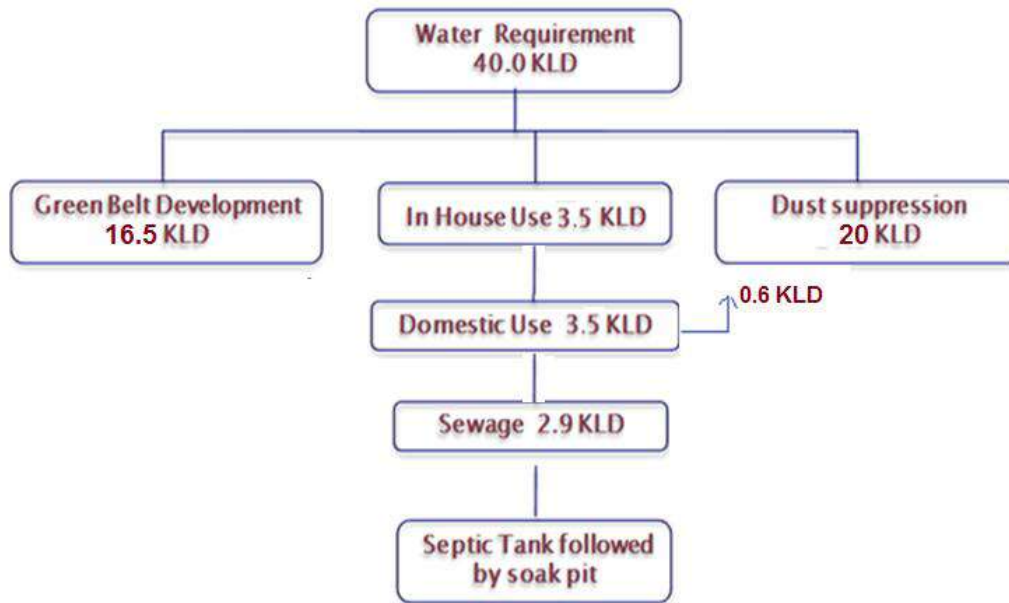 Water Requirement
40.0 KLD
Green Belt Development
16.5 KLD
In House Use 3.5 KLD
Dust suppression
20 KLD
0.6 KLD
Domestic Use 3.5 KLD
Sewage 2.9 KLD
Septic Tank followed
by soak pit